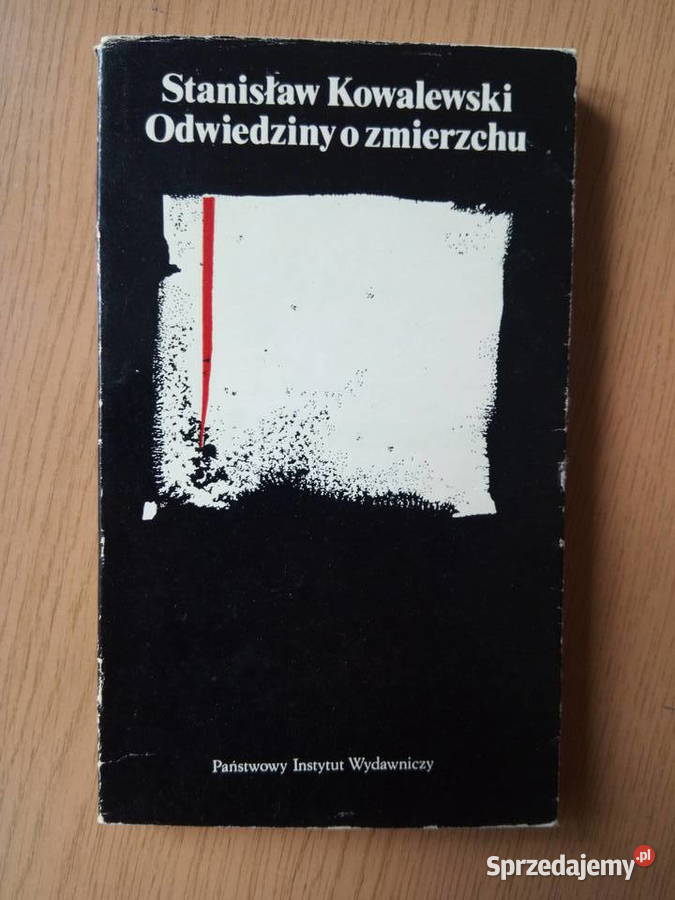 Stanisław Kowalewski
Odwiedziny o zmierzchu
Państwowy Instytut Wydawniczy
Sprzedajemy.pl